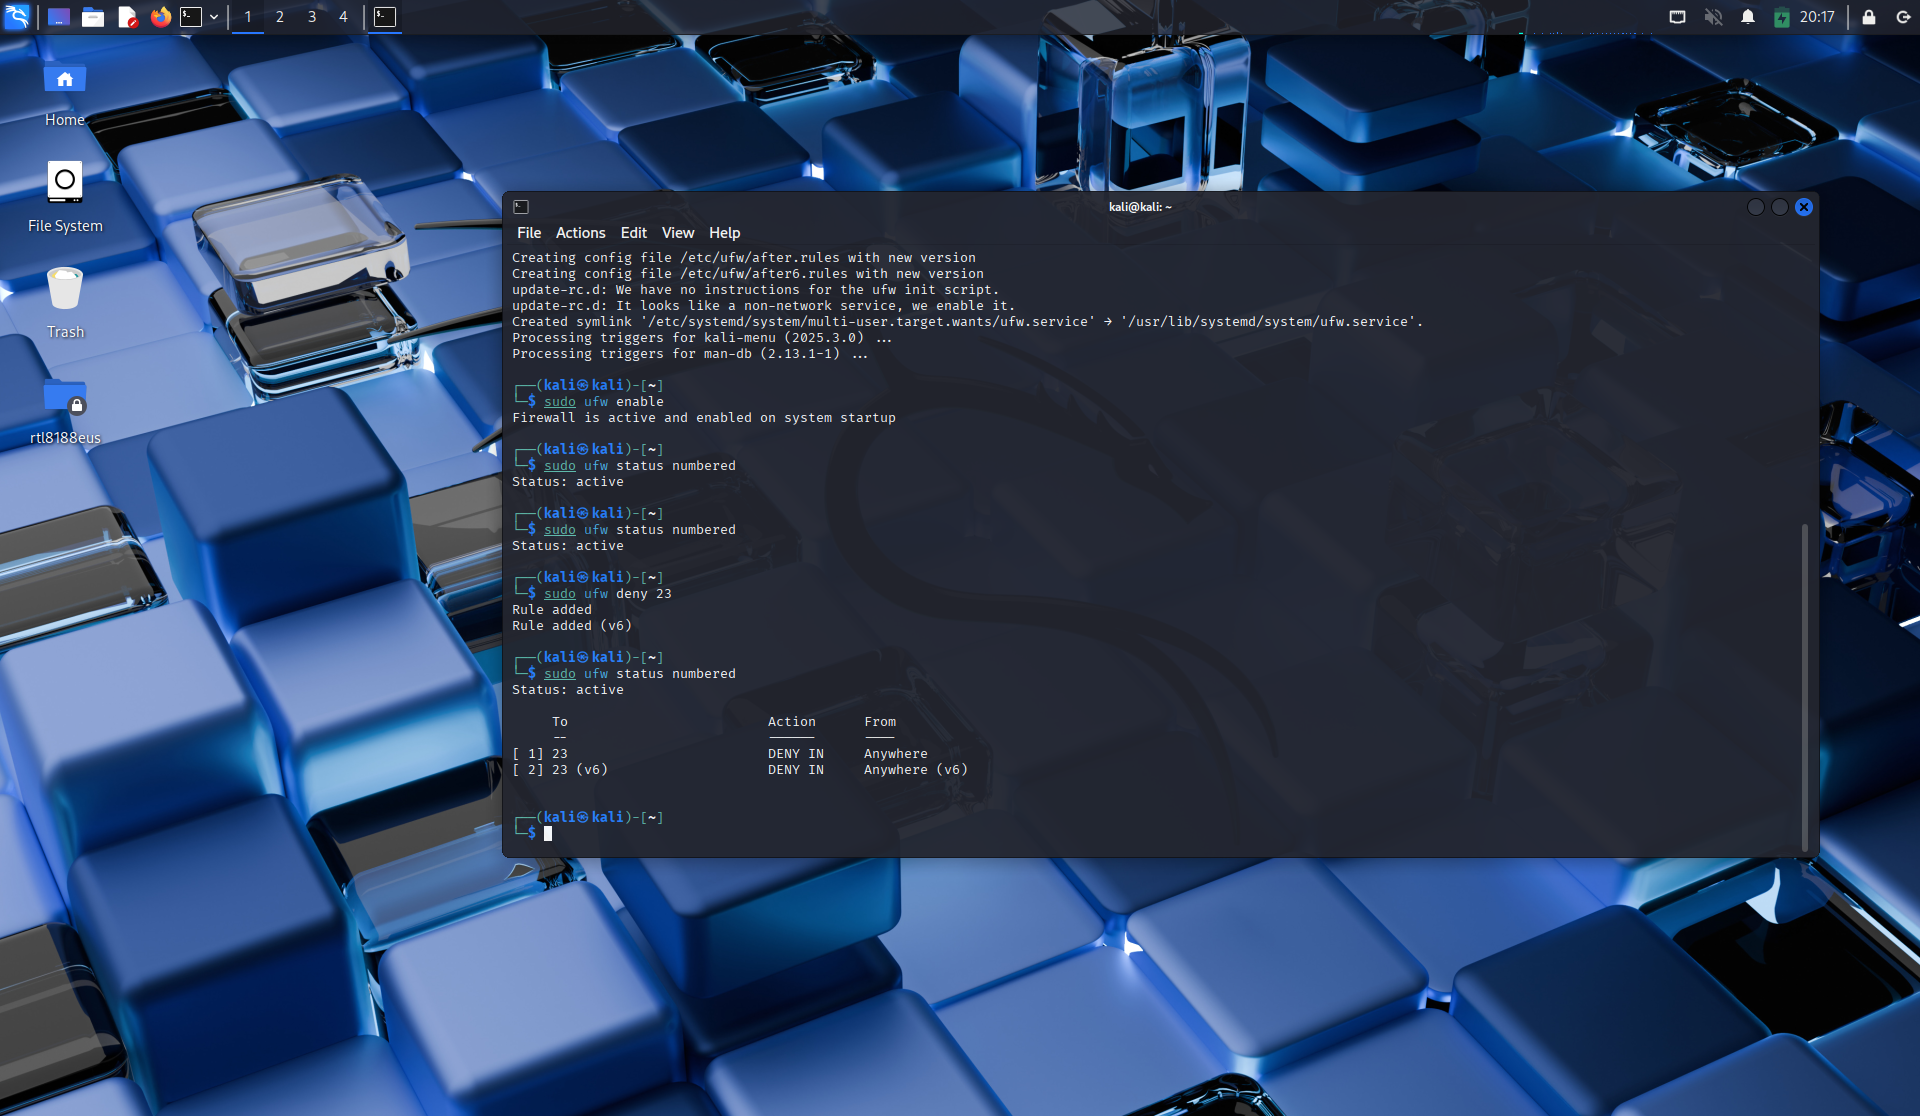 1 2 3 4
20:17
Home
File System
Trash
rtl8188eus
kali@kali: ~
File Actions Edit View Help
Creating config file /etc/ufw/after.rules with new version
Creating config file /etc/ufw/after6.rules with new version
update-rc.d: We have no instructions for the ufw init script.
update-rc.d: It looks like a non-network service, we enable it.
Created symlink '/etc/systemd/system/multi-user.target.wants/ufw.service' → '/usr/lib/systemd/system/ufw.service'.
Processing triggers for kali-menu (2025.3.0) ...
Processing triggers for man-db (2.13.1-1) ...
┌──(kali㉿kali)-[~]
└─$ sudo ufw enable
Firewall is active and enabled on system startup
┌──(kali㉿kali)-[~]
└─$ sudo ufw status numbered
Status: active
┌──(kali㉿kali)-[~]
└─$ sudo ufw status numbered
Status: active
┌──(kali㉿kali)-[~]
└─$ sudo ufw deny 23
Rule added
Rule added (v6)
┌──(kali㉿kali)-[~]
└─$ sudo ufw status numbered
Status: active
     To                         Action      From
     --                         ------      ----
[ 1] 23                         DENY IN     Anywhere
[ 2] 23 (v6)                    DENY IN     Anywhere (v6)
┌──(kali㉿kali)-[~]
└─$